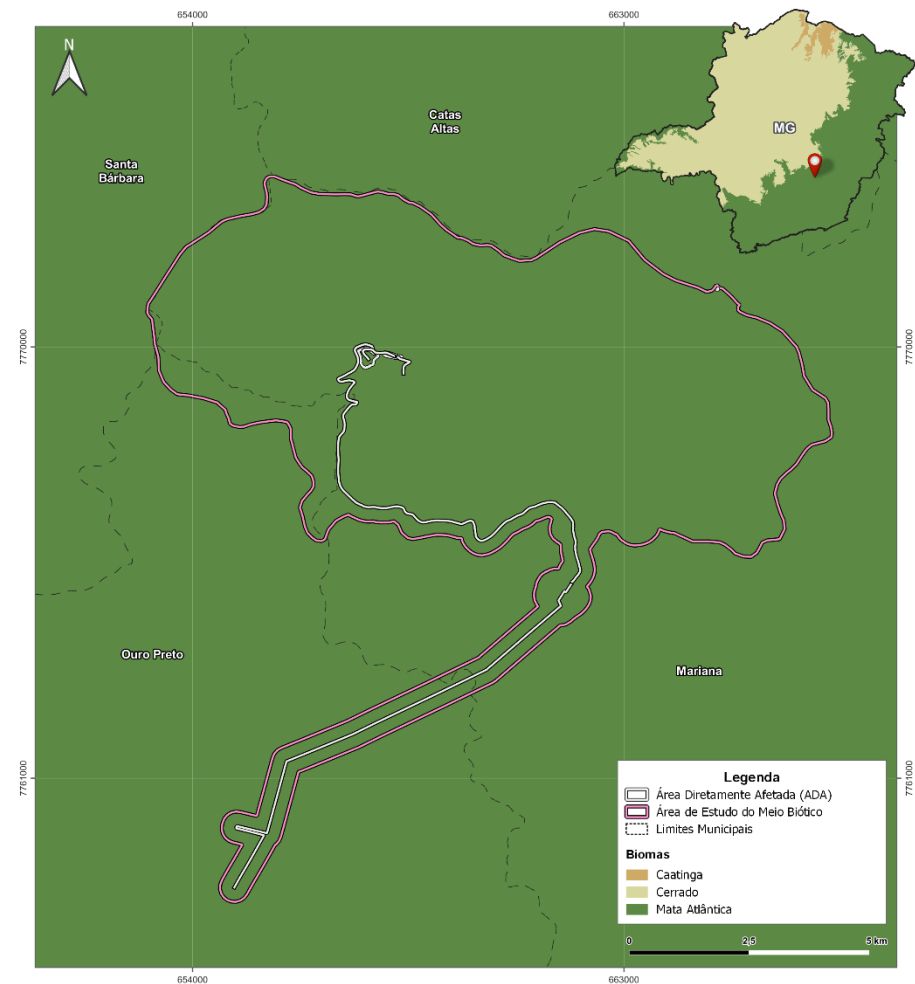 654000
663000
N
Catas
Altas
MG
Santa
Bárbara
7770000
7770000
Ouro Preto
Mariana
7761000
7761000
Legenda
Área Diretamente Afetada (ADA)
Área de Estudo do Meio Biótico
Limites Municipais
Biomas
Caatinga
Cerrado
Mata Atlântica
0
2,5
5 km
654000
663000